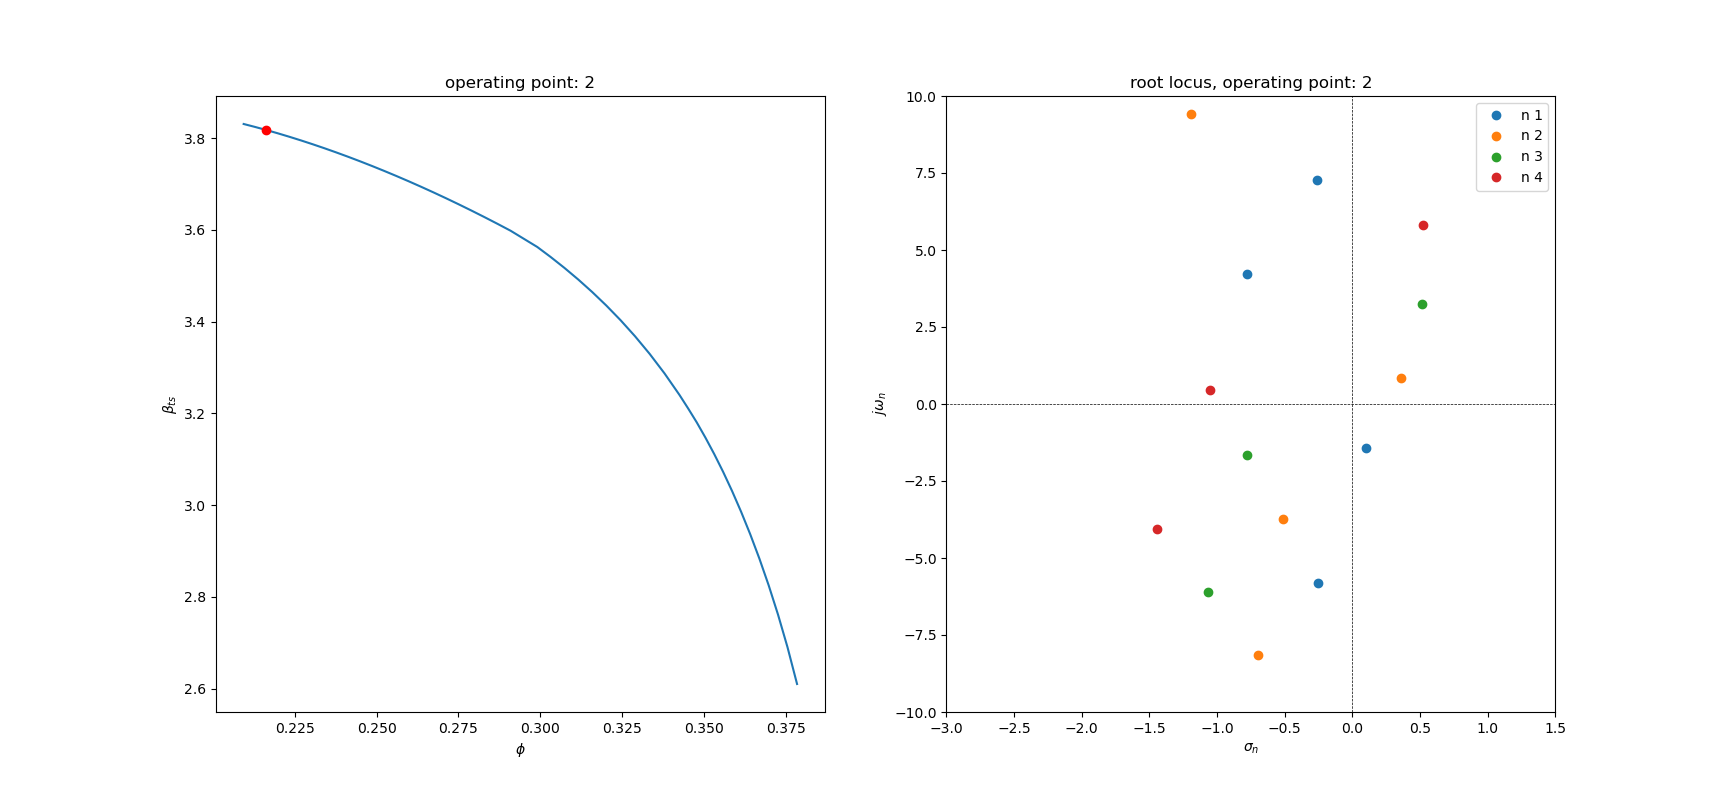 operating point: 2
3.8
3.6
3.4
3.2
3.0
2.8
2.6
β_ts
0.225 0.250 0.275 0.300 0.325 0.350 0.375
ϕ
root locus, operating point: 2
10.0
7.5
5.0
2.5
0.0
−2.5
−5.0
−7.5
−10.0
jω_n
−3.0 −2.5 −2.0 −1.5 −1.0 −0.5 0.0 0.5 1.0 1.5
σ_n
n 1
n 2
n 3
n 4